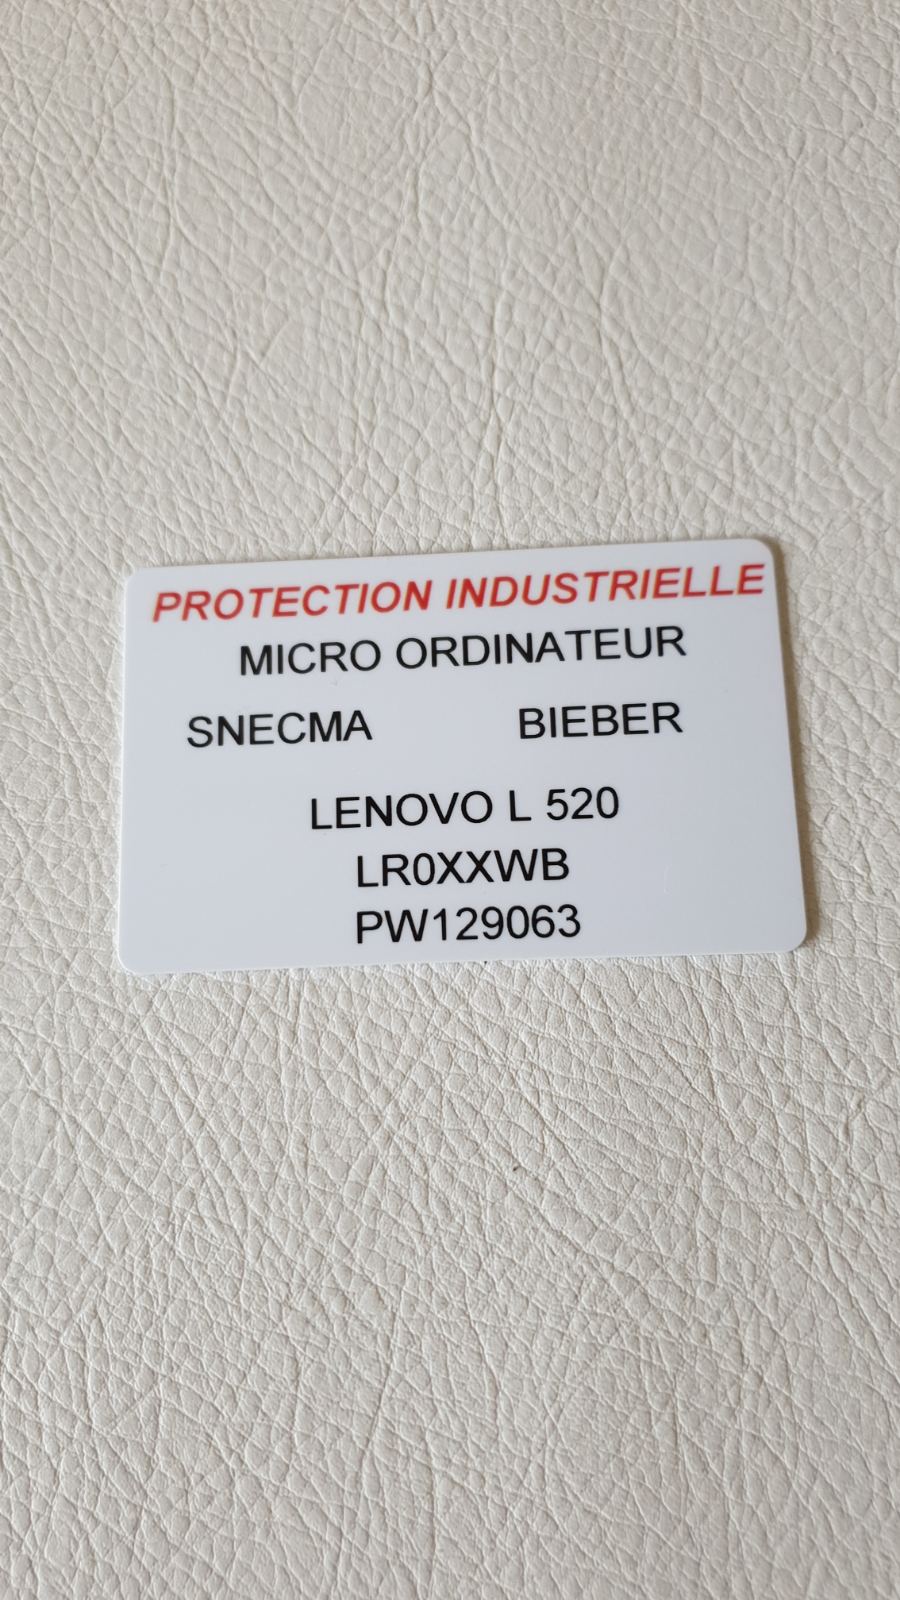 PROTECTION INDUSTRIELLE
MICRO ORDINATEUR
SNECMA BIEBER
LENOVO L 520
LR0XXWB
PW129063